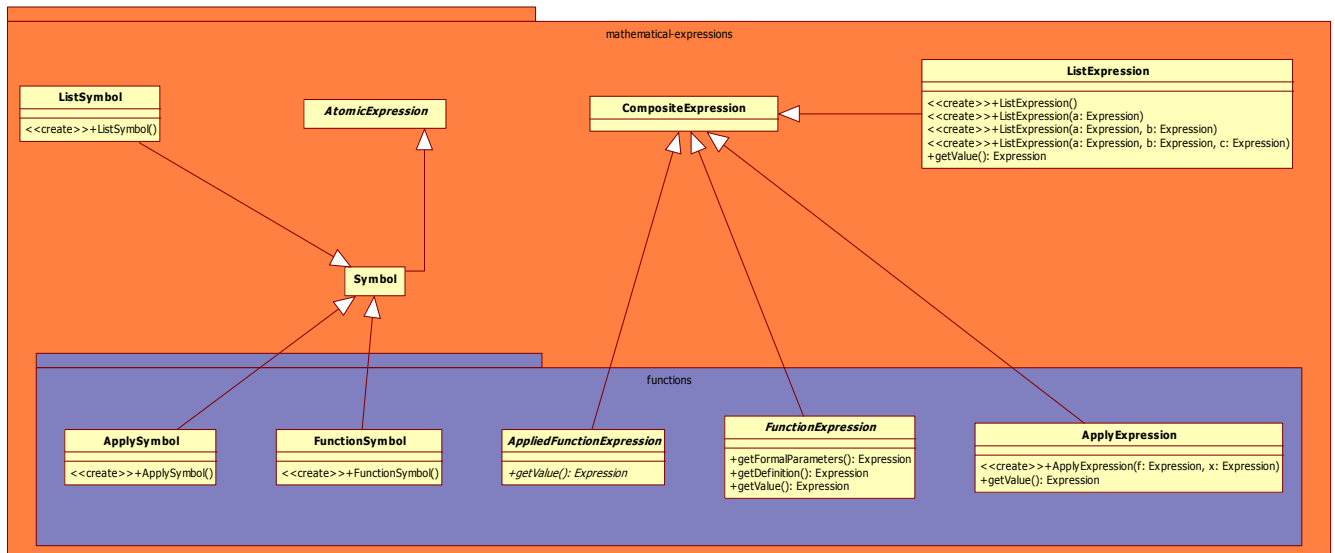 mathematical-expressions
ListSymbol
<<create>>+ListSymbol()
AtomicExpression
CompositeExpression
ListExpression
<<create>>+ListExpression()
<<create>>+ListExpression(a: Expression)
<<create>>+ListExpression(a: Expression, b: Expression)
<<create>>+ListExpression(a: Expression, b: Expression, c: Expression)
+getValue(): Expression
Symbol
functions
ApplySymbol
<<create>>+ApplySymbol()
FunctionSymbol
<<create>>+FunctionSymbol()
AppliedFunctionExpression
+getValue(): Expression
FunctionExpression
+getFormalParameters(): Expression
+getDefinition(): Expression
+getValue(): Expression
ApplyExpression
<<create>>+ApplyExpression(f: Expression, x: Expression)
+getValue(): Expression